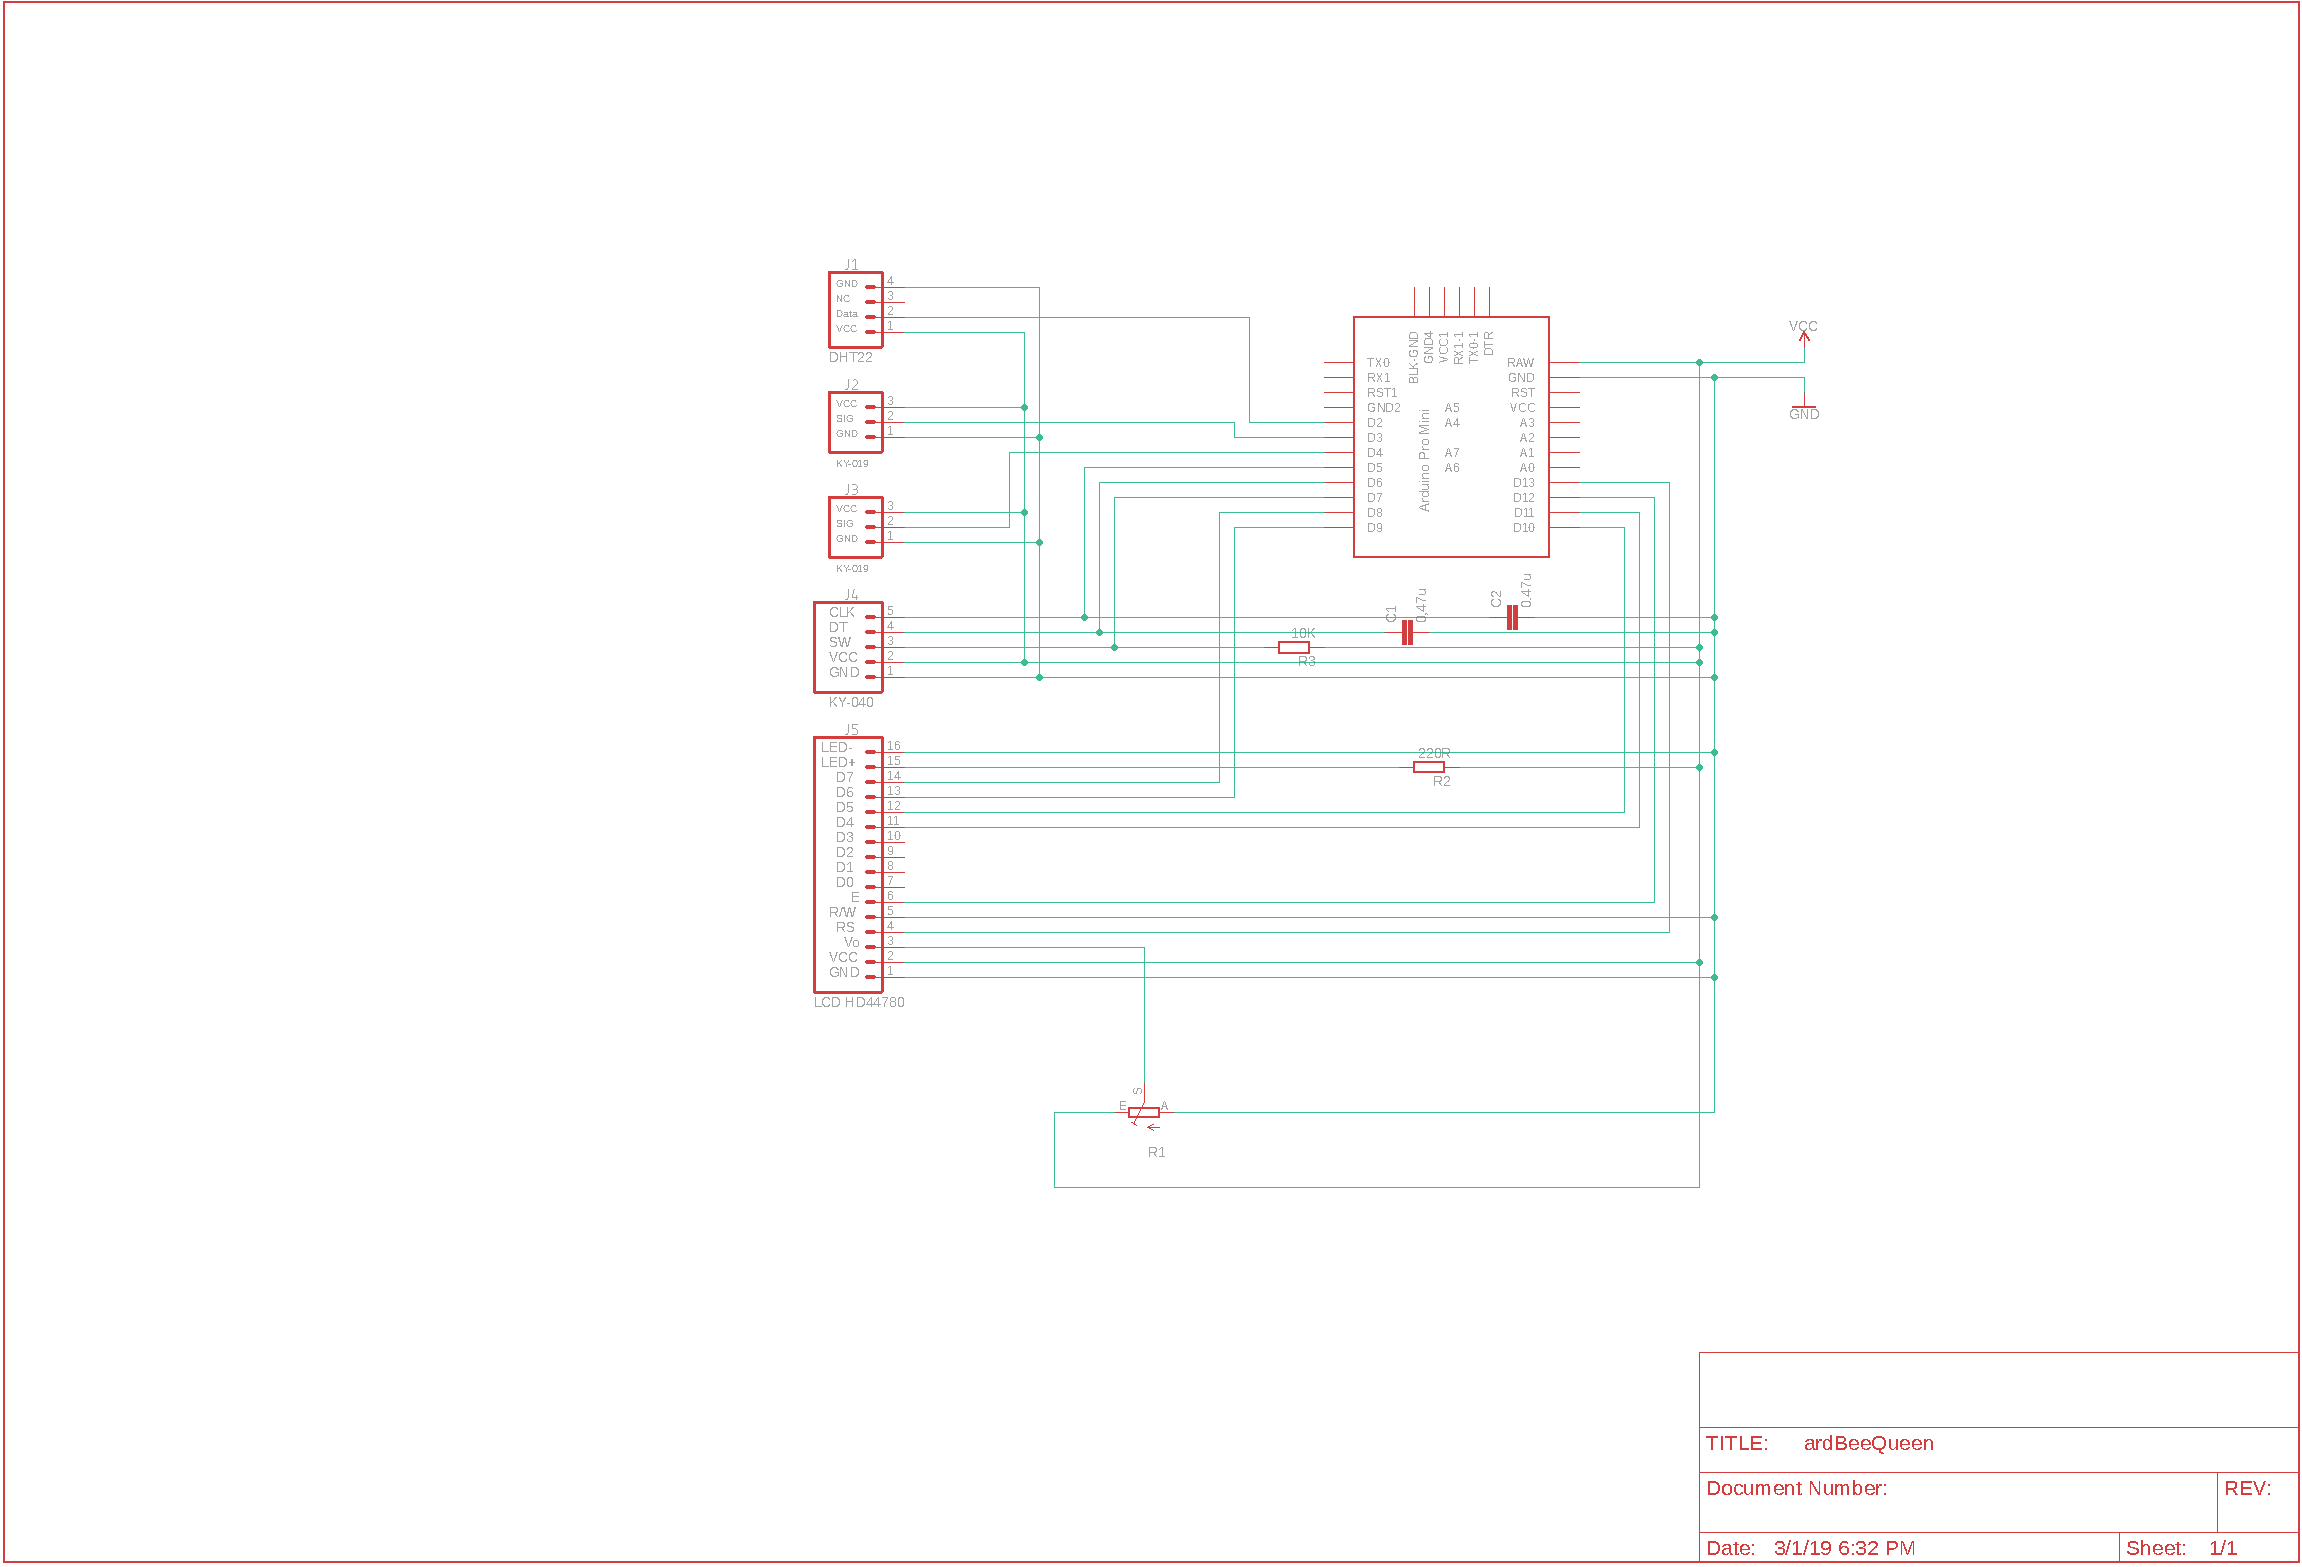 J1
GND 4
NC 3
Data 2
VCC 1
DHT22
J2
VCC 3
SIG 2
GND 1
KY-019
J3
VCC 3
SIG 2
GND 1
KY-019
J4
CLK 5
DT 4
SW 3
VCC 2
GND 1
KY-040
J5
LED- 16
LED+ 15
D7 14
D6 13
D5 12
D4 11
D3 10
D2 9
D1 8
D0 7
E 6
R/W 5
RS 4
Vo 3
VCC 2
GND 1
LCD HD44780
BLK-GND
GND4
VCC1
RX1-1
TX0-1
DTR
TX0 RAW
RX1 GND
RST1 RST
GND2 A5 VCC
D2 A4 A3
D3 A2
D4 A7 A1
D5 A6 A0
D6 D13
D7 D12
D8 D11
D9 D10
Arduino Pro Mini
VCC
GND
C1
0,47u
C2
0.47u
10K
R3
220R
R2
S
E A
R1
TITLE: ardBeeQueen
Document Number: REV:
Date: 3/1/19 6:32 PM Sheet: 1/1